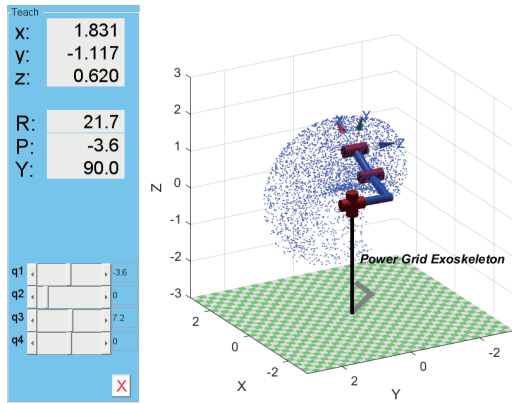 Teach
x: 1.831
y: -1.117
z: 0.620
R: 21.7
P: -3.6
Y: 90.0
q1 -3.6
q2 0
q3 7.2
q4 0
X
3
2
1
0
-1
-2
-3
Z
X Y
Z
Power Grid Exoskeleton
2
0
-2
X
2
0
-2
Y